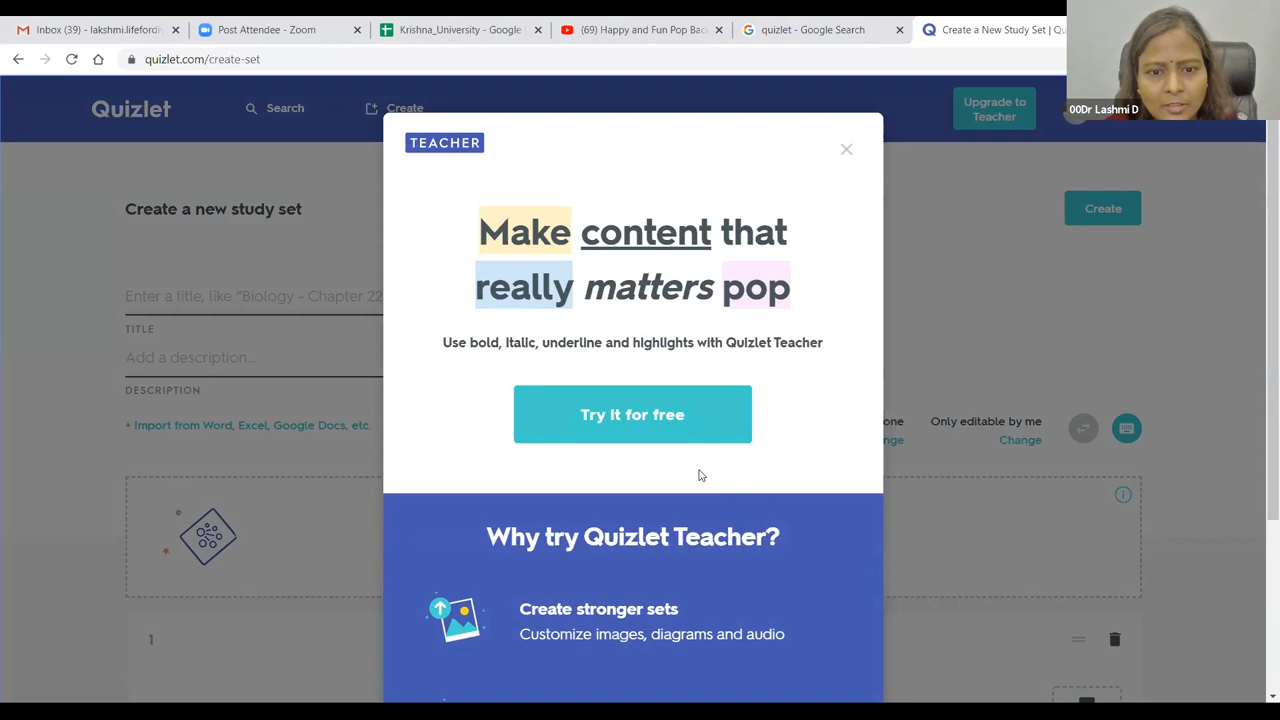 Inbox (39) - lakshmi.lifefordiv
Post Attendee - Zoom
Krishna_University - Google
(69) Happy and Fun Pop Bac
quizlet - Google Search
Create a New Study Set | Qu
quizlet.com/create-set
00Dr Lashmi D
Quizlet
Search
Create
Upgrade to
Teacher
TEACHER
Create a new study set
Create
Make content that
really matters pop
Enter a title, like "Biology - Chapter 22
TITLE
Use bold, italic, underline and highlights with Quizlet Teacher
Add a description...
DESCRIPTION
Try it for free
+ Import from Word, Excel, Google Docs, etc.
one
nge
Only editable by me
Change
Why try Quizlet Teacher?
Create stronger sets
Customize images, diagrams and audio
1